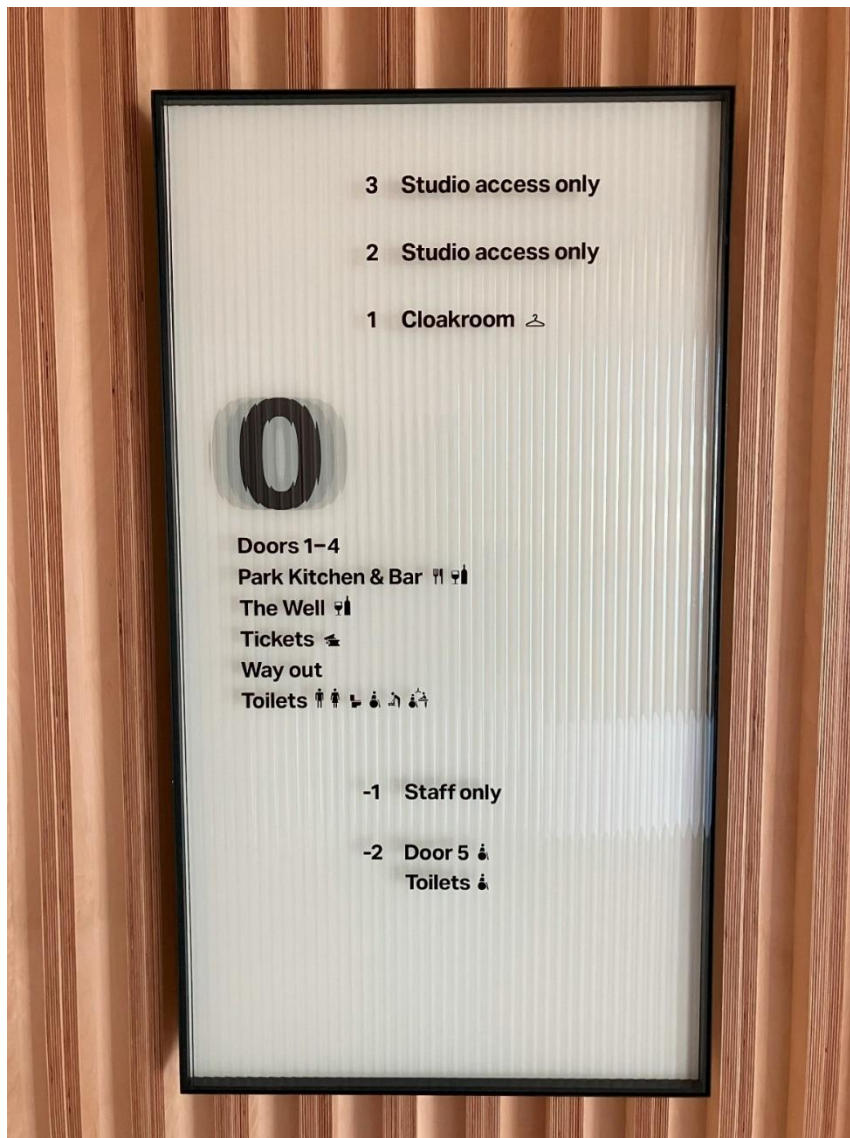 3 Studio access only
2 Studio access only
1 Cloakroom
0
Doors 1–4
Park Kitchen & Bar
The Well
Tickets
Way out
Toilets
-1 Staff only
-2 Door 5
Toilets